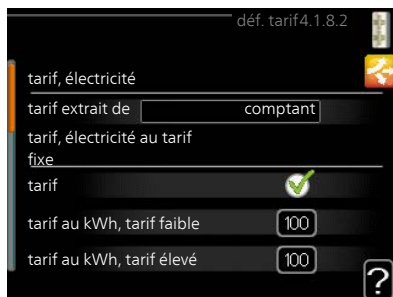 déf. tarif4.1.8.2
tarif, électricité
tarif extrait de comptant
tarif, électricité au tarif
fixe
tarif
tarif au kWh, tarif faible 100
tarif au kWh, tarif élevé 100
?